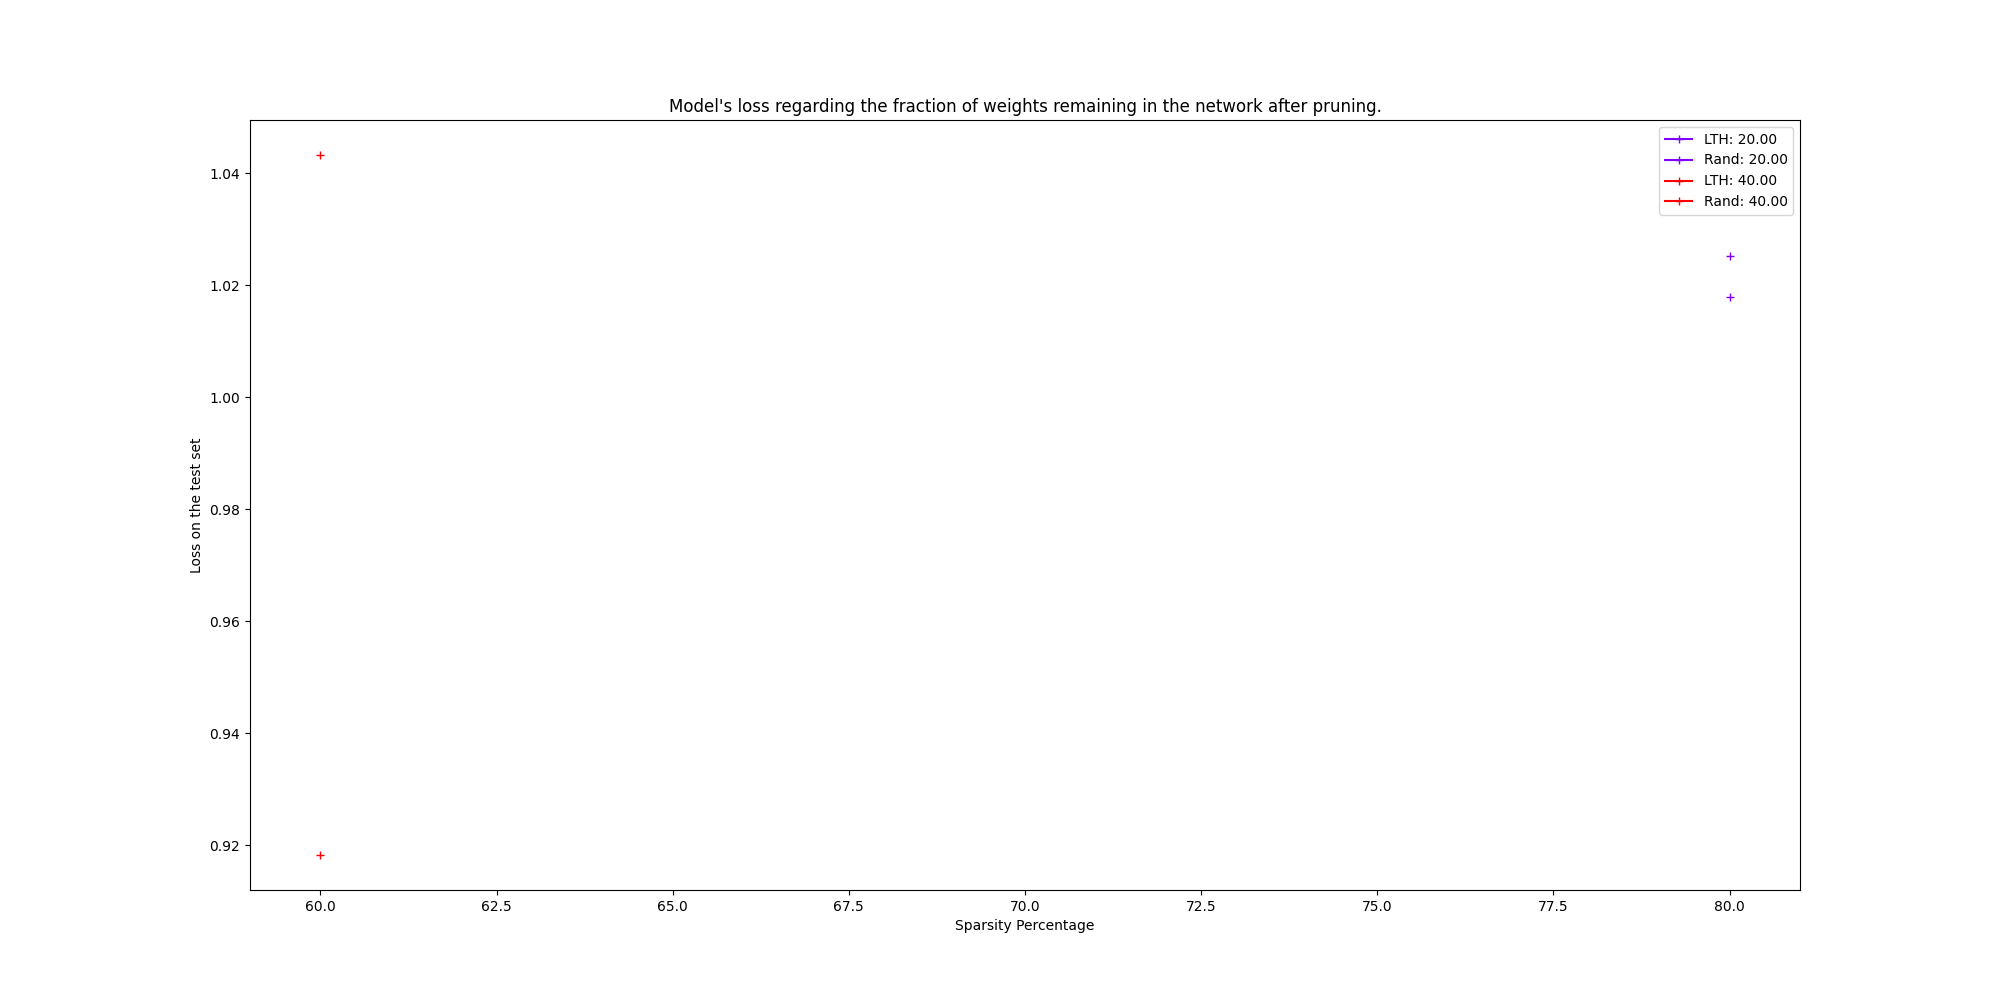 Model's loss regarding the fraction of weights remaining in the network after pruning.
LTH: 20.00
Rand: 20.00
LTH: 40.00
Rand: 40.00
1.04
1.02
1.00
0.98
0.96
0.94
0.92
Loss on the test set
60.0 62.5 65.0 67.5 70.0 72.5 75.0 77.5 80.0
Sparsity Percentage